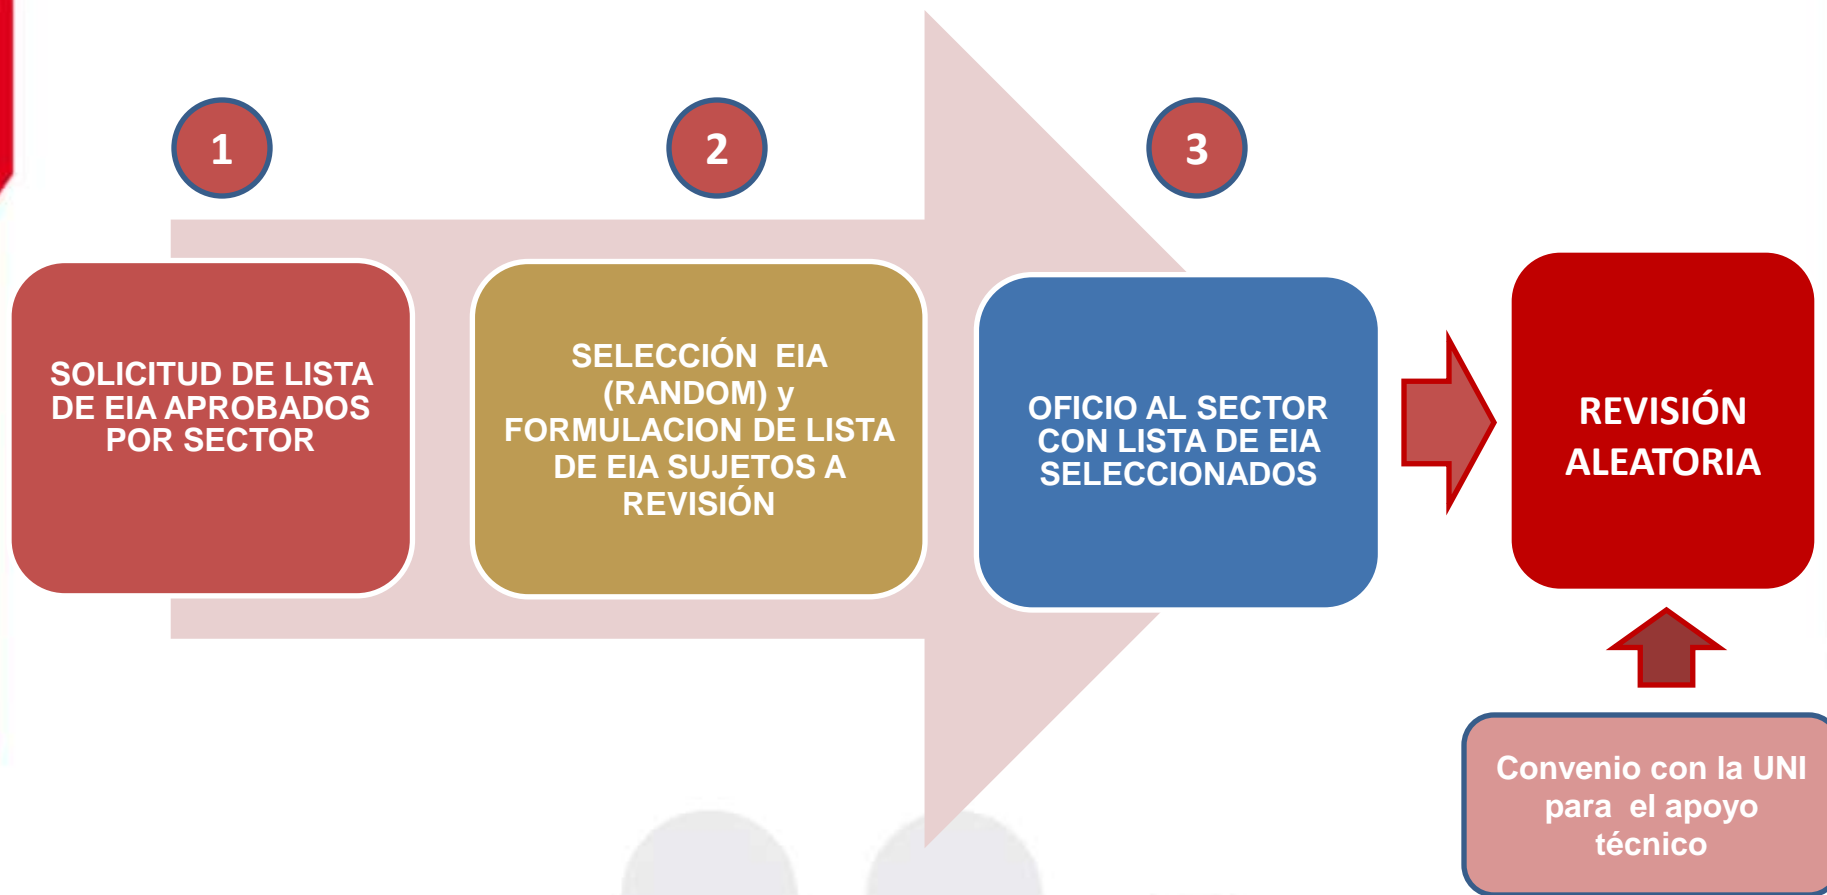 1
2
3
SOLICITUD DE LISTA
DE EIA APROBADOS
POR SECTOR
SELECCIÓN EIA
(RANDOM) y
FORMULACION DE LISTA
DE EIA SUJETOS A
REVISIÓN
OFICIO AL SECTOR
CON LISTA DE EIA
SELECCIONADOS
REVISIÓN
ALEATORIA
Convenio con la UNI
para el apoyo
técnico